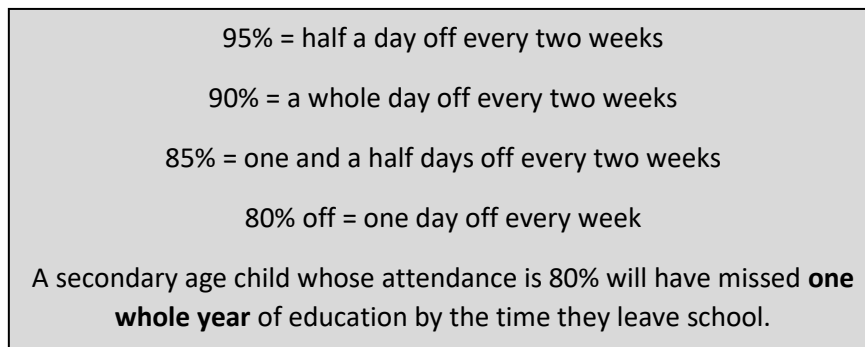 95% = half a day off every two weeks
90% = a whole day off every two weeks
85% = one and a half days off every two weeks
80% off = one day off every week
A secondary age child whose attendance is 80% will have missed one
whole year of education by the time they leave school.